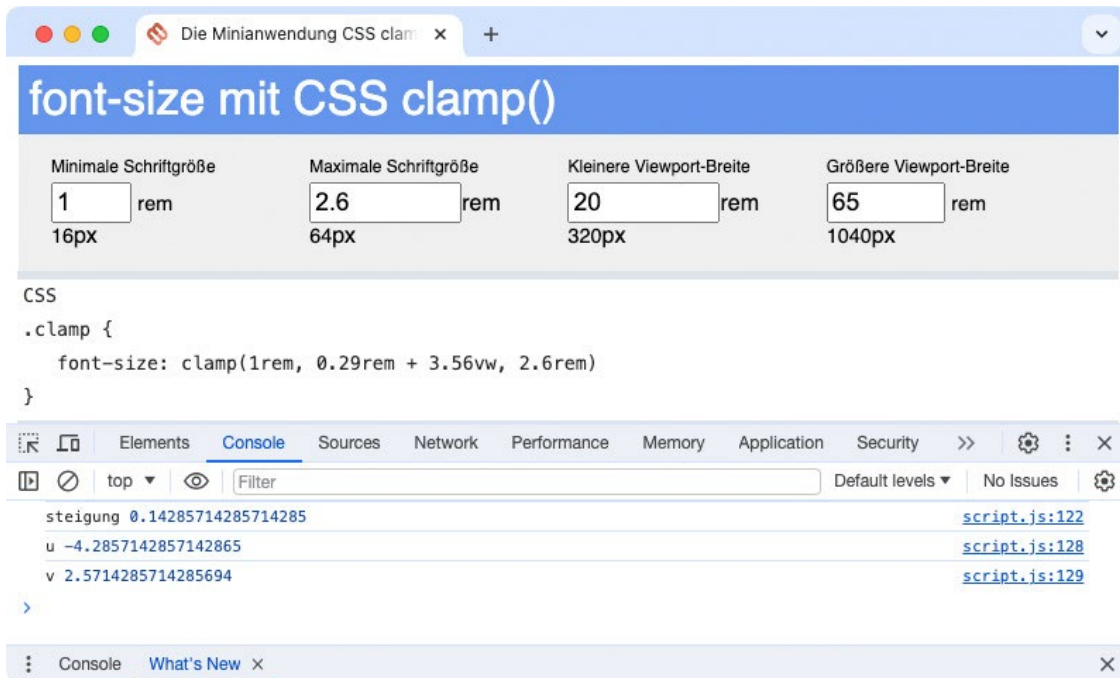 Die Minianwendung CSS clam
font-size mit CSS clamp()
Minimale Schriftgröße Maximale Schriftgröße Kleinere Viewport-Breite Größere Viewport-Breite
1 rem 2.6 rem 20 rem 65 rem
16px 64px 320px 1040px
CSS
.clamp {
font-size: clamp(1rem, 0.29rem + 3.56vw, 2.6rem)
}
Elements Console Sources Network Performance Memory Application Security
top Filter Default levels No Issues
steigung 0.14285714285714285 script.js:122
u -4.2857142857142865 script.js:128
v 2.5714285714285694 script.js:129
Console What's New